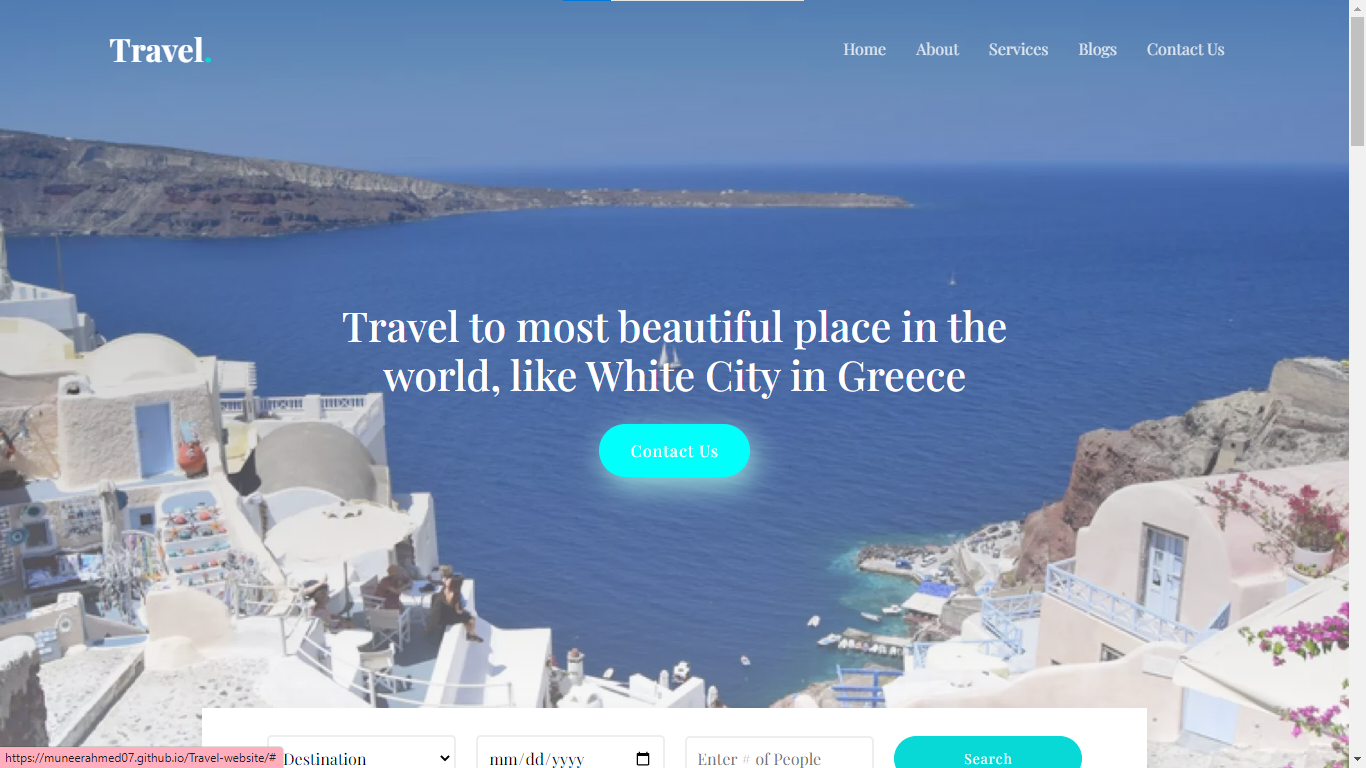 Travel.
Home About Services Blogs Contact Us
Travel to most beautiful place in the
world, like White City in Greece
Contact Us
Destination mm/dd/yyyy Enter # of People Search
https://muneerahmed07.github.io/Travel-website/#